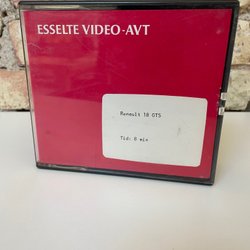 ESSELTE VIDEO-AVT
Renault 18 GTS
Tid: 8 min